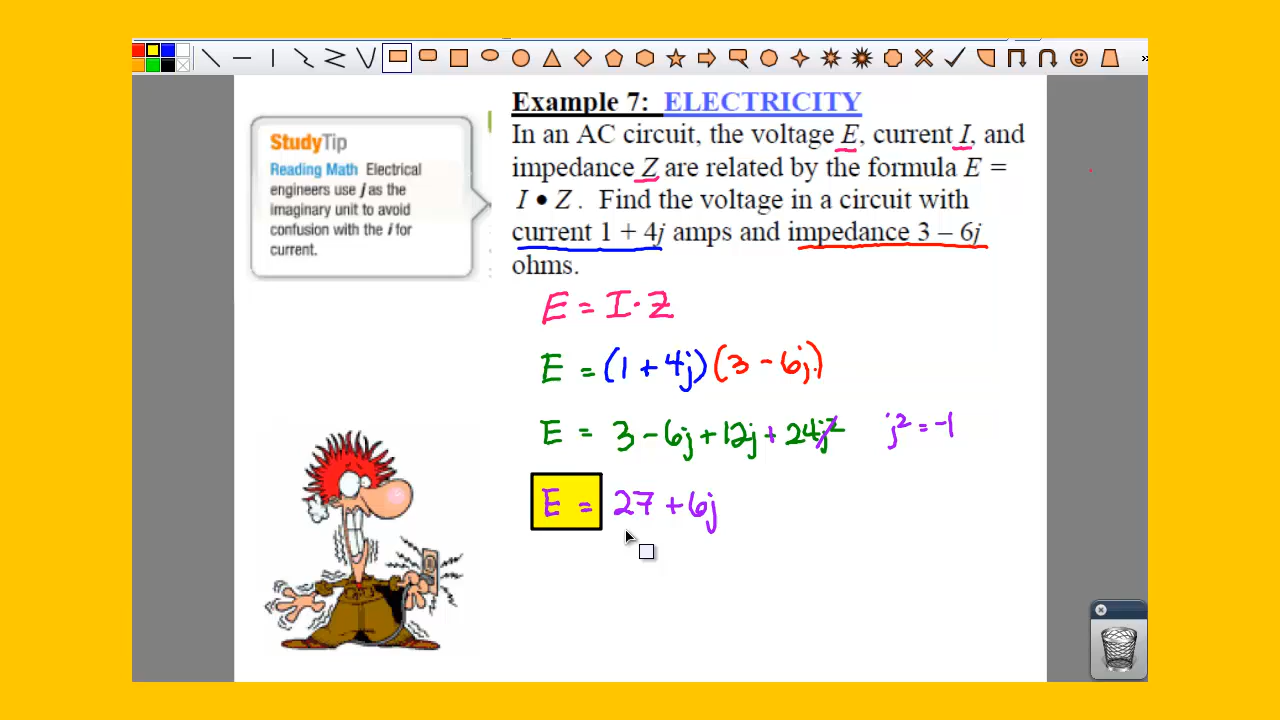 Example 7: ELECTRICITY
In an AC circuit, the voltage E, current I, and
impedance Z are related by the formula E =
I • Z . Find the voltage in a circuit with
current 1 + 4j amps and impedance 3 – 6j
ohms.
StudyTip
Reading Math Electrical
engineers use j as the
imaginary unit to avoid
confusion with the i for
current.
E = I · Z
E = (1 + 4j) (3 - 6j)
E = 3 - 6j + 12j + 24j² j² = -1
E = 27 + 6j